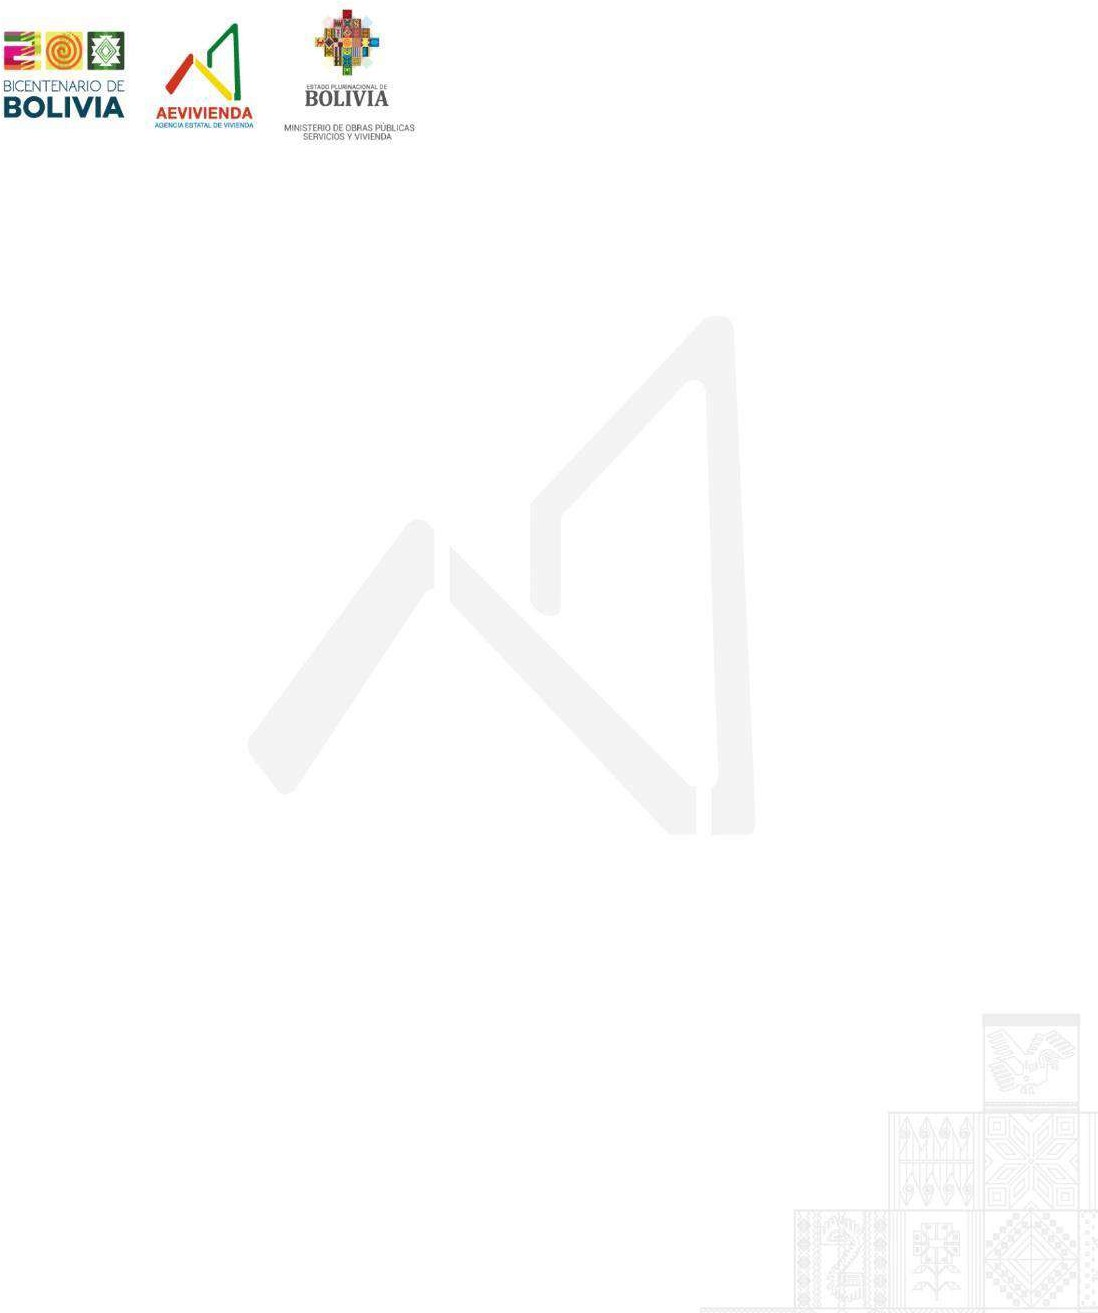 BICENTENARIO DE
BOLIVIA
AEVIVIENDA
AGENCIA ESTATAL DE VIVIENDA
ESTADO PLURINACIONAL DE
BOLIVIA
MINISTERIO DE OBRAS PÚBLICAS
SERVICIOS Y VIVIENDA